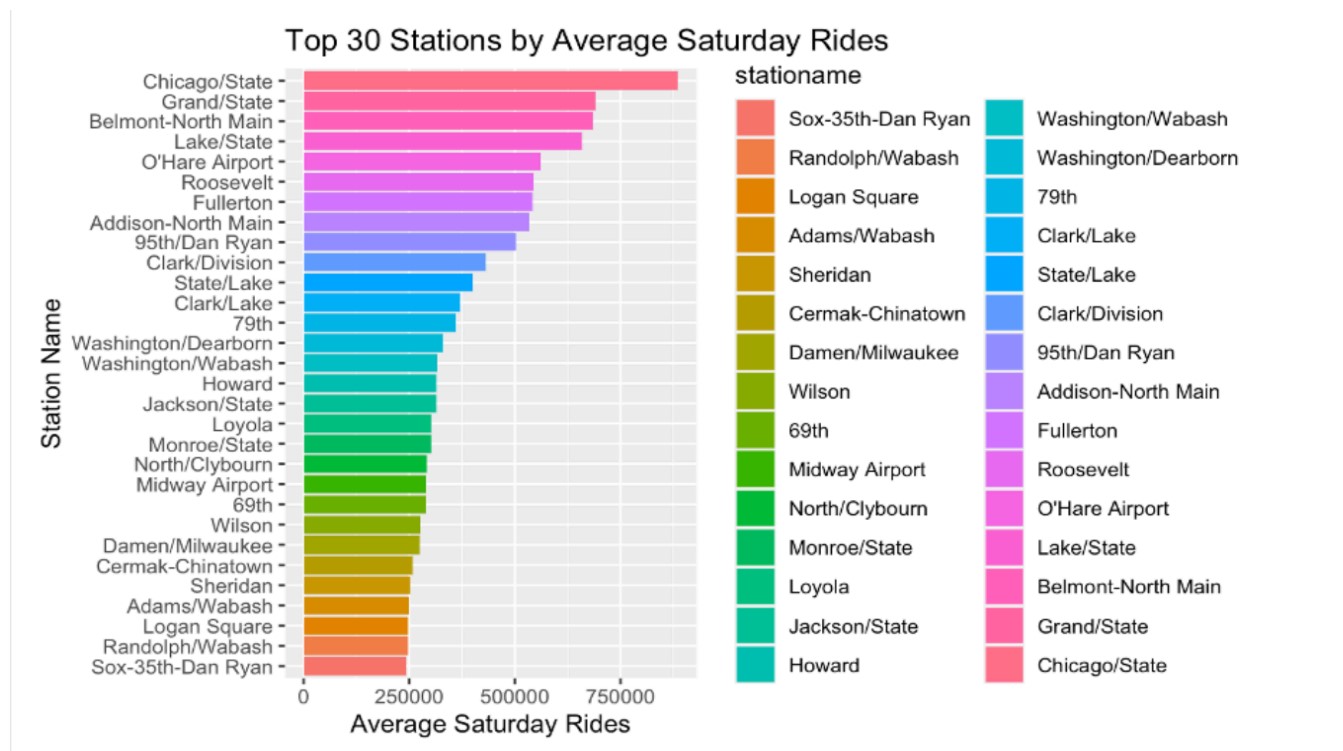 Top 30 Stations by Average Saturday Rides
Station Name
Chicago/State
Grand/State
Belmont-North Main
Lake/State
O'Hare Airport
Roosevelt
Fullerton
Addison-North Main
95th/Dan Ryan
Clark/Division
State/Lake
Clark/Lake
79th
Washington/Dearborn
Washington/Wabash
Howard
Jackson/State
Loyola
Monroe/State
North/Clybourn
Midway Airport
69th
Wilson
Damen/Milwaukee
Cermak-Chinatown
Sheridan
Adams/Wabash
Logan Square
Randolph/Wabash
Sox-35th-Dan Ryan
0 250000 500000 750000
Average Saturday Rides
stationame
Sox-35th-Dan Ryan
Randolph/Wabash
Logan Square
Adams/Wabash
Sheridan
Cermak-Chinatown
Damen/Milwaukee
Wilson
69th
Midway Airport
North/Clybourn
Monroe/State
Loyola
Jackson/State
Howard
Washington/Wabash
Washington/Dearborn
79th
Clark/Lake
State/Lake
Clark/Division
95th/Dan Ryan
Addison-North Main
Fullerton
Roosevelt
O'Hare Airport
Lake/State
Belmont-North Main
Grand/State
Chicago/State